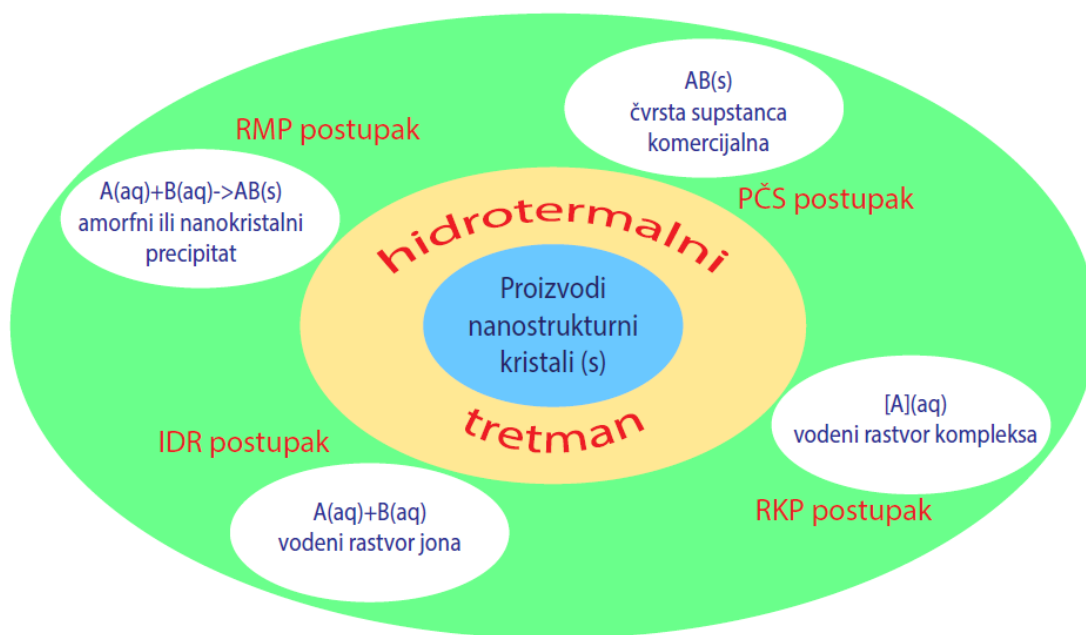 AB(s)
čvrsta supstanca
komercijalna
RMP postupak
A(aq)+B(aq)->AB(s)
amorfni ili nanokristalni
precipitat
PČS postupak
hidrotermalni
Proizvodi
nanostrukturni
kristali (s)
tretman
[A](aq)
vodeni rastvor kompleksa
IDR postupak
A(aq)+B(aq)
vodeni rastvor jona
RKP postupak